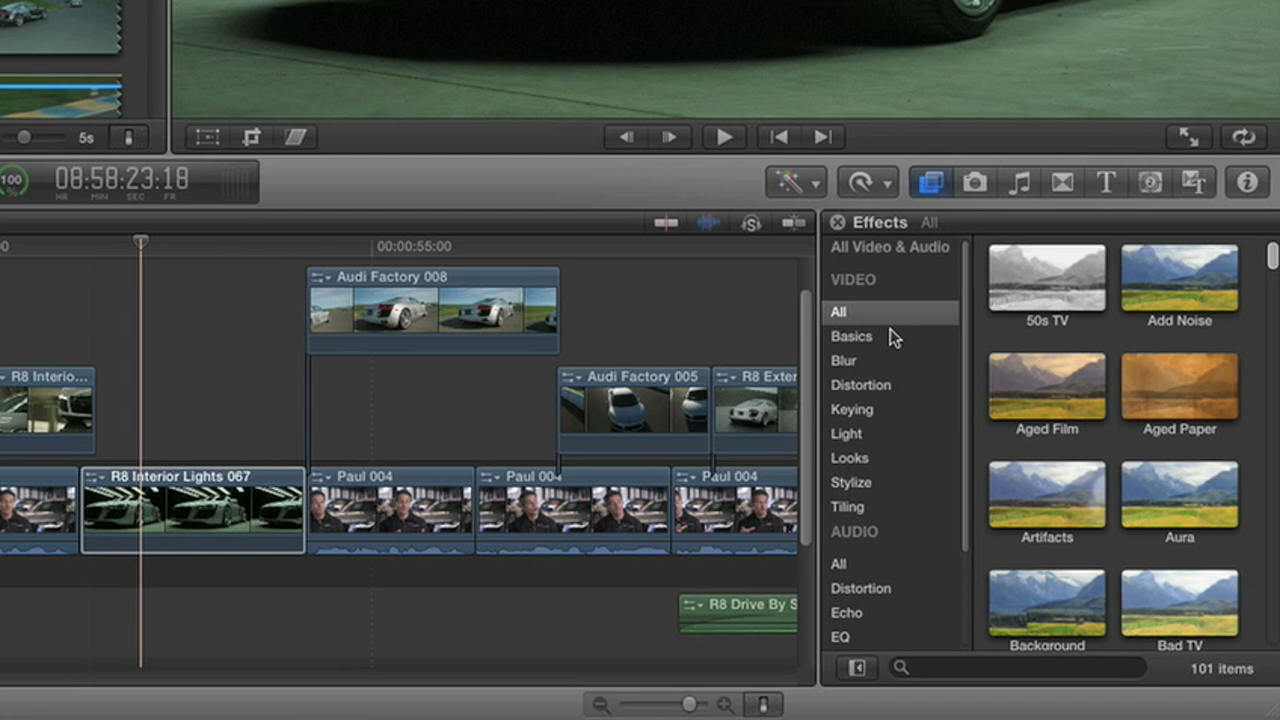 5s
100
%
08:58:23:18
HR MIN SEC FR
Effects All
00:00:55:00
All Video & Audio
VIDEO
All
Basics
Blur
Distortion
Keying
Light
Looks
Stylize
Tiling
AUDIO
All
Distortion
Echo
EQ
50s TV
Add Noise
Aged Film
Aged Paper
Artifacts
Aura
Background
Bad TV
101 items
Audi Factory 008
R8 Interio...
Audi Factory 005
R8 Exter
R8 Interior Lights 067
Paul 004
Paul 004
Paul 004
R8 Drive By S